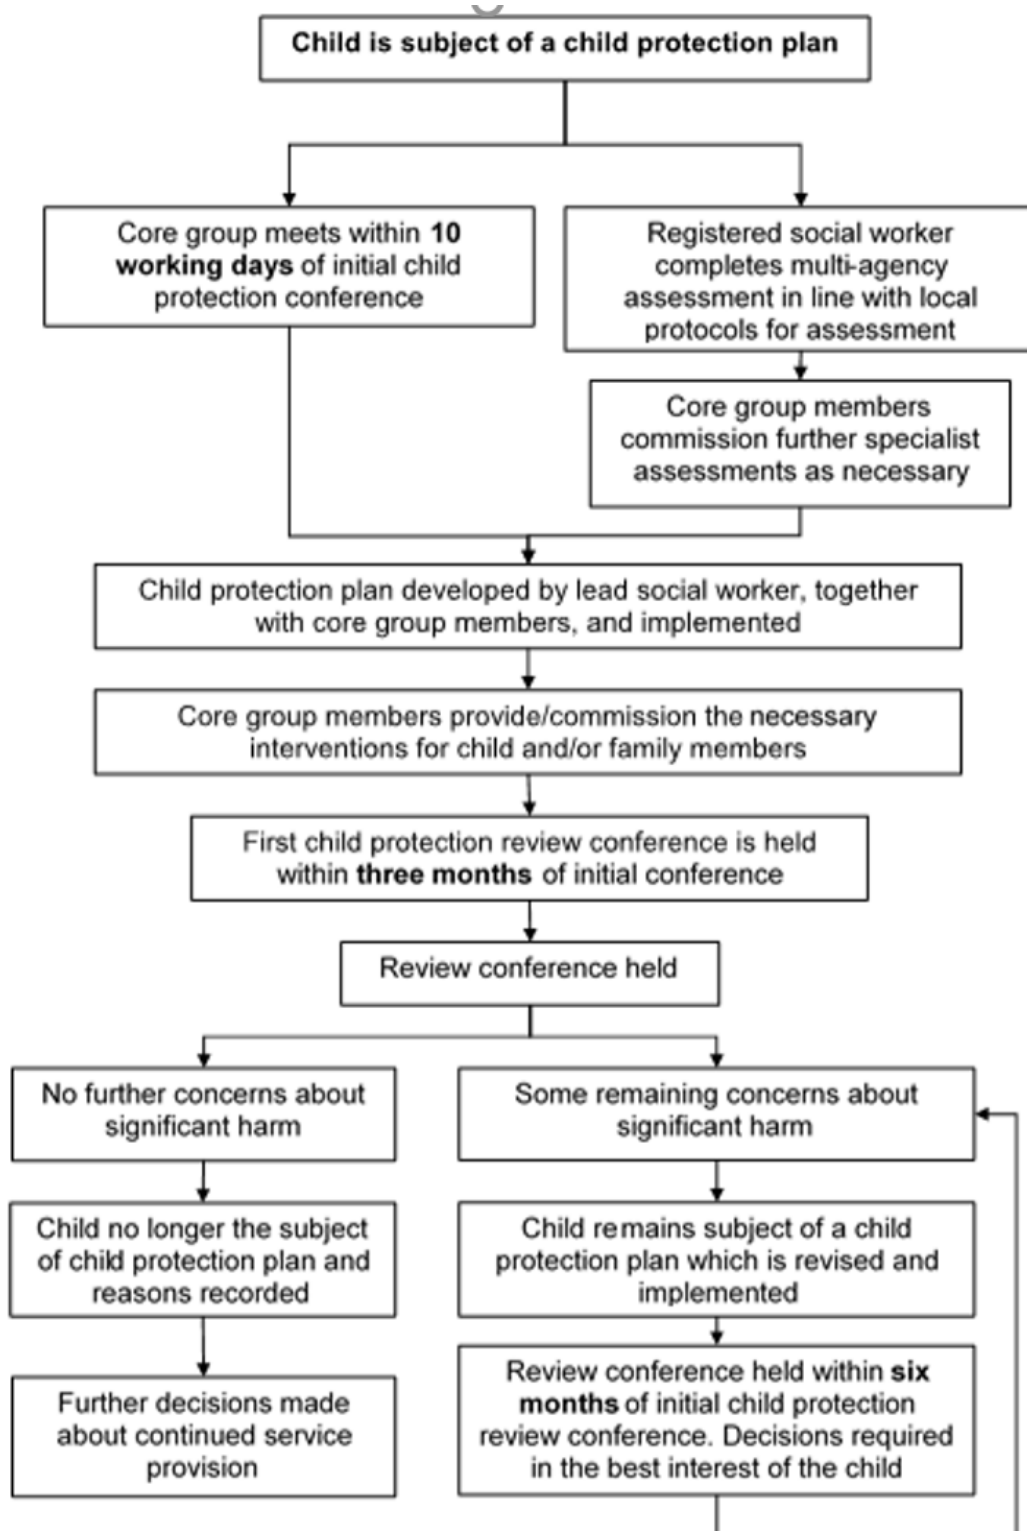 Child is subject of a child protection plan
Core group meets within 10
working days of initial child
protection conference
Registered social worker
completes multi-agency
assessment in line with local
protocols for assessment
Core group members
commission further specialist
assessments as necessary
Child protection plan developed by lead social worker, together
with core group members, and implemented
Core group members provide/commission the necessary
interventions for child and/or family members
First child protection review conference is held
within three months of initial conference
Review conference held
No further concerns about
significant harm
Some remaining concerns about
significant harm
Child no longer the subject
of child protection plan and
reasons recorded
Child remains subject of a child
protection plan which is revised and
implemented
Further decisions made
about continued service
provision
Review conference held within six
months of initial child protection
review conference. Decisions required
in the best interest of the child